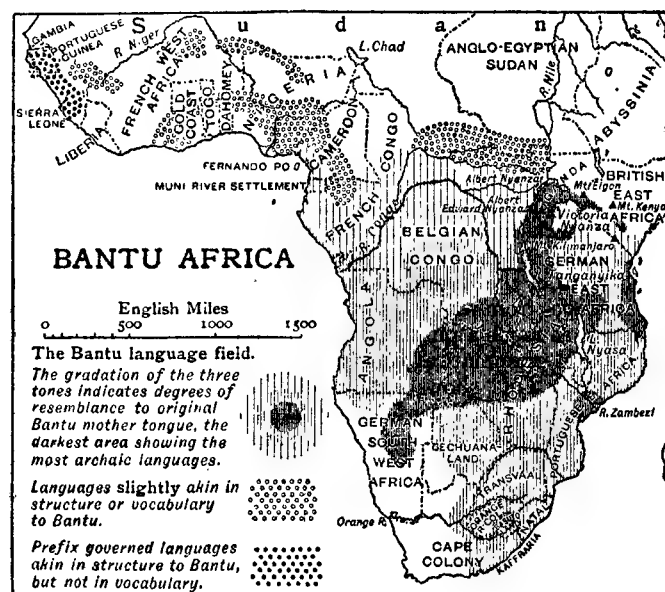 S u d a n
GAMBIA
PORTUGUESE
GUINEA
R. Niger
FRENCH WEST
AFRICA
SIERRA
LEONE
LIBERIA
GOLD
COAST
TOGO
DAHOMEY
NIGERIA
L. Chad
ANGLO-EGYPTIAN
SUDAN
R. Nile
ABYSSINIA
CAMEROON
FERNANDO PO
MUNI RIVER SETTLEMENT
FRENCH CONGO
R. Congo
BELGIAN
CONGO
Albert Nyanza
Albert
Edward Nyanza
Mt. Elgon
Mt. Kenya
BRITISH
EAST
AFRICA
Victoria
Nyanza
Kilimanjaro
GERMAN
Tanganyika
EAST
AFRICA
BANTU AFRICA
English Miles
0 500 1000 1500
The Bantu language field.
The gradation of the three
tones indicates degrees of
resemblance to original
Bantu mother tongue, the
darkest area showing the
most archaic languages.
Languages slightly akin in
structure or vocabulary
to Bantu.
Prefix governed languages
akin in structure to Bantu,
but not in vocabulary.
ANGOLA
L.
Nyasa
PORTUGUESE E. AFRICA
R. Zambezi
GERMAN
SOUTH
WEST
AFRICA
BECHUANA
LAND
TRANSVAAL
Orange R.
NATAL
CAPE
COLONY
KAFFRARIA